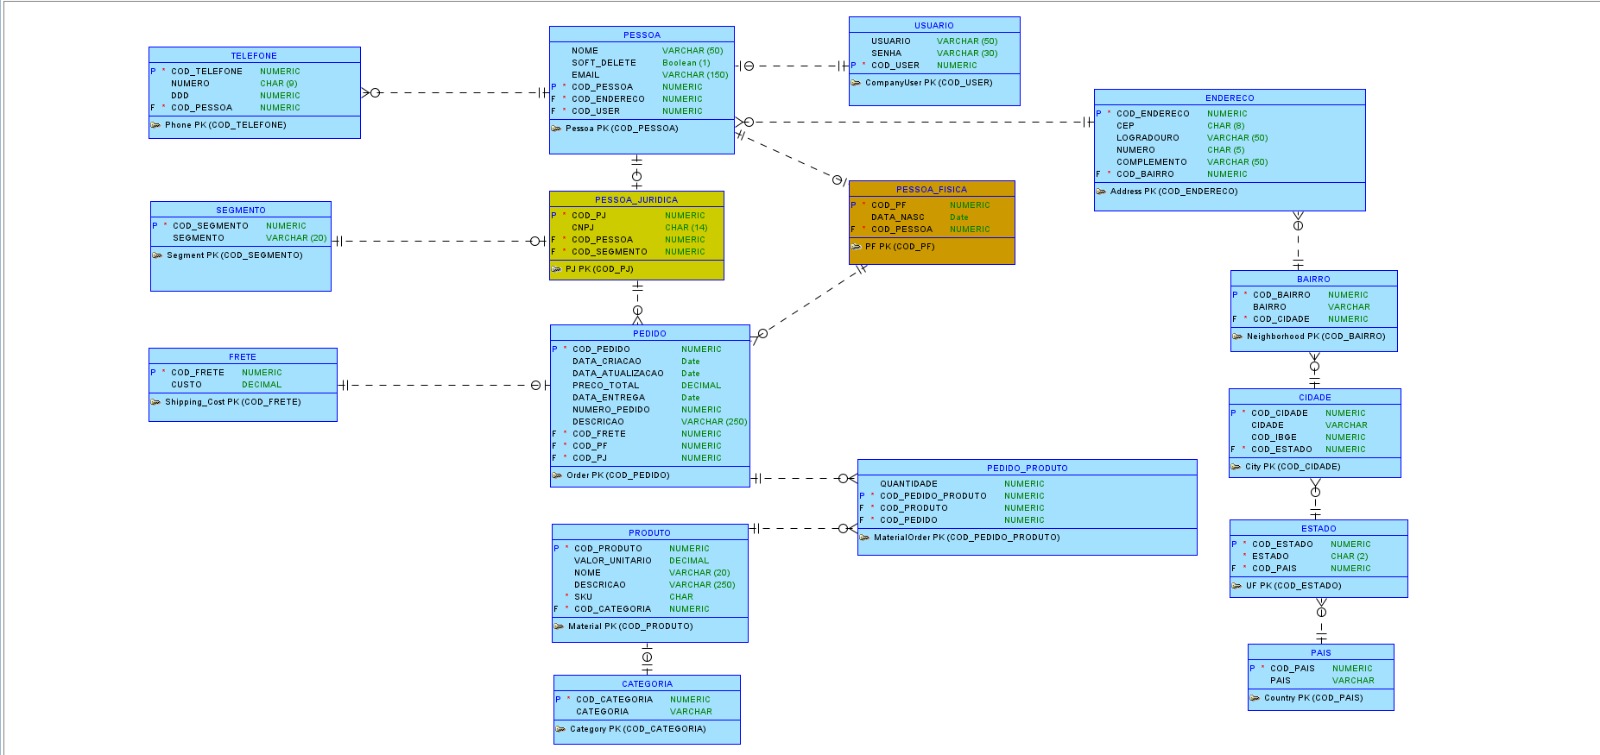 TELEFONE
P * COD_TELEFONE NUMERIC
NUMERO CHAR (9)
DDD NUMERIC
F * COD_PESSOA NUMERIC
Phone PK (COD_TELEFONE)
PESSOA
NOME VARCHAR (50)
SOFT_DELETE Boolean (1)
EMAIL VARCHAR (150)
P * COD_PESSOA NUMERIC
F * COD_ENDERECO NUMERIC
F * COD_USER NUMERIC
Pessoa PK (COD_PESSOA)
USUARIO
USUARIO VARCHAR (50)
SENHA VARCHAR (30)
P * COD_USER NUMERIC
CompanyUser PK (COD_USER)
ENDERECO
P * COD_ENDERECO NUMERIC
CEP CHAR (8)
LOGRADOURO VARCHAR (50)
NUMERO CHAR (5)
COMPLEMENTO VARCHAR (50)
F * COD_BAIRRO NUMERIC
Address PK (COD_ENDERECO)
SEGMENTO
P * COD_SEGMENTO NUMERIC
SEGMENTO VARCHAR (20)
Segment PK (COD_SEGMENTO)
PESSOA_JURIDICA
P * COD_PJ NUMERIC
CNPJ CHAR (14)
F * COD_PESSOA NUMERIC
F * COD_SEGMENTO NUMERIC
PJ PK (COD_PJ)
PESSOA_FISICA
P * COD_PF NUMERIC
DATA_NASC Date
F * COD_PESSOA NUMERIC
PF PK (COD_PF)
BAIRRO
P * COD_BAIRRO NUMERIC
BAIRRO VARCHAR
F * COD_CIDADE NUMERIC
Neighborhood PK (COD_BAIRRO)
FRETE
P * COD_FRETE NUMERIC
CUSTO DECIMAL
Shipping_Cost PK (COD_FRETE)
PEDIDO
P * COD_PEDIDO NUMERIC
DATA_CRIACAO Date
DATA_ATUALIZACAO Date
PRECO_TOTAL DECIMAL
DATA_ENTREGA Date
NUMERO_PEDIDO NUMERIC
DESCRICAO VARCHAR (250)
F * COD_FRETE NUMERIC
F * COD_PF NUMERIC
F * COD_PJ NUMERIC
Order PK (COD_PEDIDO)
CIDADE
P * COD_CIDADE NUMERIC
CIDADE VARCHAR
COD_IBGE NUMERIC
F * COD_ESTADO NUMERIC
City PK (COD_CIDADE)
PEDIDO_PRODUTO
QUANTIDADE NUMERIC
P * COD_PEDIDO_PRODUTO NUMERIC
F * COD_PRODUTO NUMERIC
F * COD_PEDIDO NUMERIC
MaterialOrder PK (COD_PEDIDO_PRODUTO)
PRODUTO
P * COD_PRODUTO NUMERIC
VALOR_UNITARIO DECIMAL
NOME VARCHAR (20)
DESCRICAO VARCHAR (250)
* SKU CHAR
F * COD_CATEGORIA NUMERIC
Material PK (COD_PRODUTO)
ESTADO
P * COD_ESTADO NUMERIC
* ESTADO CHAR (2)
F * COD_PAIS NUMERIC
UF PK (COD_ESTADO)
CATEGORIA
P * COD_CATEGORIA NUMERIC
CATEGORIA VARCHAR
Category PK (COD_CATEGORIA)
PAIS
P * COD_PAIS NUMERIC
PAIS VARCHAR
Country PK (COD_PAIS)